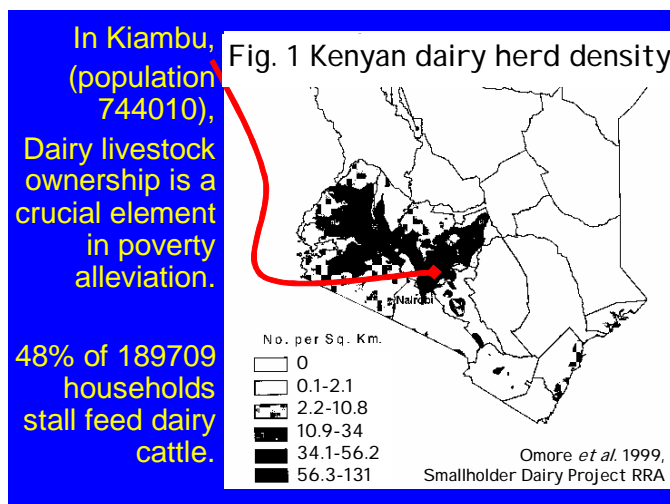 In Kiambu,
(population
744010),
Dairy livestock
ownership is a
crucial element
in poverty
alleviation.
48% of 189709
households
stall feed dairy
cattle.
Fig. 1 Kenyan dairy herd density
Nairobi
No. per Sq. Km.
0
0.1-2.1
2.2-10.8
10.9-34
34.1-56.2
56.3-131
Omore et al. 1999,
Smallholder Dairy Project RRA